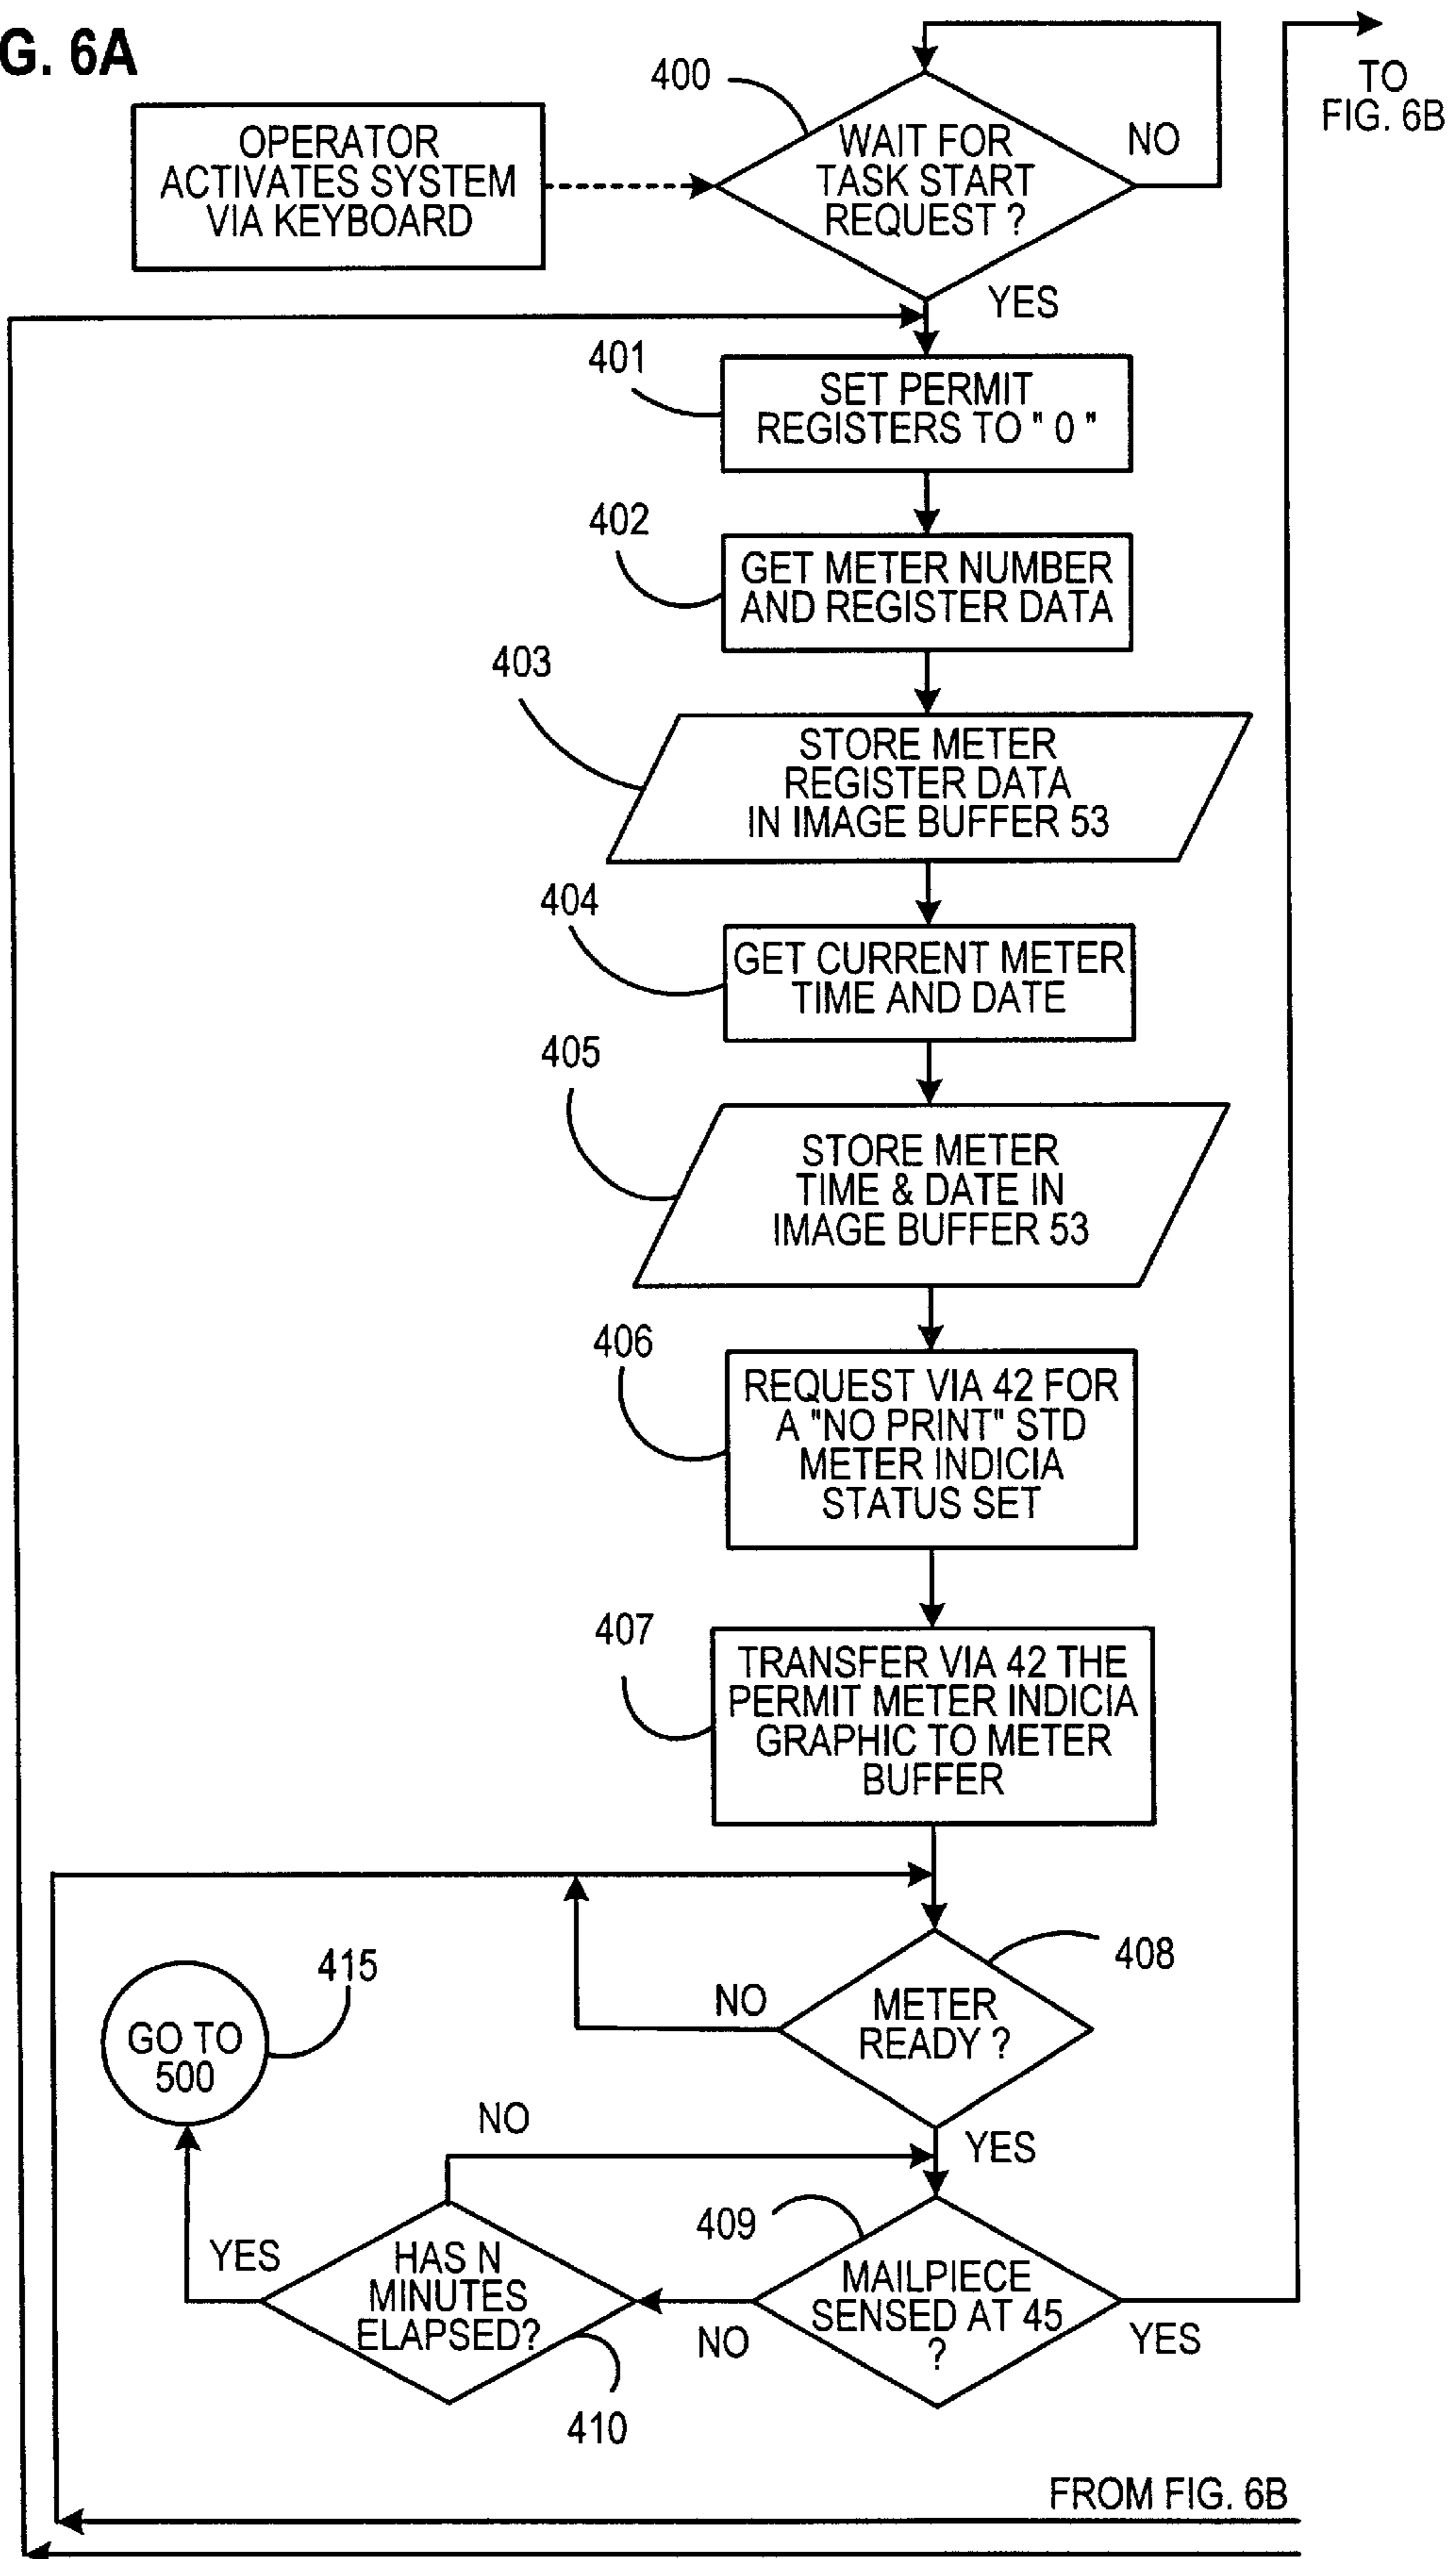 G. 6A
TO
FIG. 6B
400
OPERATOR
ACTIVATES SYSTEM
VIA KEYBOARD
WAIT FOR
TASK START
REQUEST ?
NO
YES
401
SET PERMIT
REGISTERS TO " 0 "
402
GET METER NUMBER
AND REGISTER DATA
403
STORE METER
REGISTER DATA
IN IMAGE BUFFER 53
404
GET CURRENT METER
TIME AND DATE
405
STORE METER
TIME & DATE IN
IMAGE BUFFER 53
406
REQUEST VIA 42 FOR
A "NO PRINT" STD
METER INDICIA
STATUS SET
407
TRANSFER VIA 42 THE
PERMIT METER INDICIA
GRAPHIC TO METER
BUFFER
408
METER
READY ?
NO
YES
415
GO TO
500
NO
409
MAILPIECE
SENSED AT 45
?
NO
YES
YES
HAS N
MINUTES
ELAPSED?
410
FROM FIG. 6B